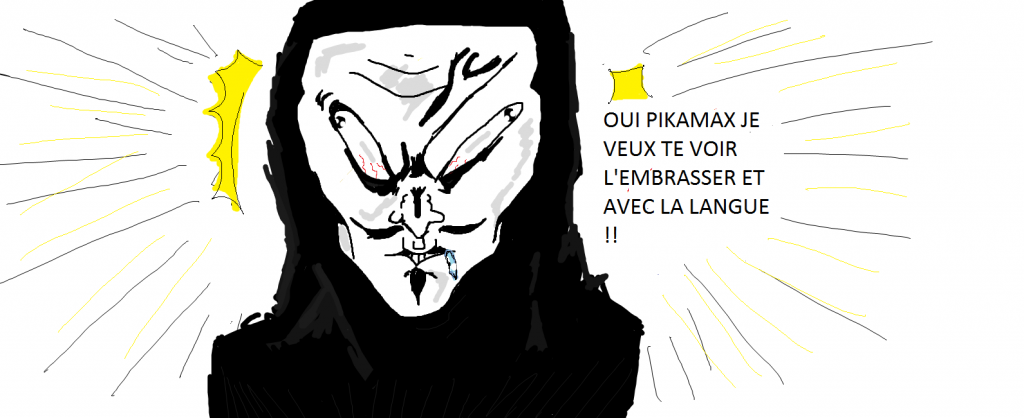 OUI PIKAMAX JE
VEUX TE VOIR
L'EMBRASSER ET
AVEC LA LANGUE
!!